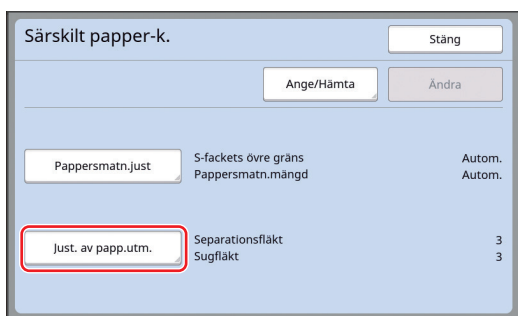 Särskilt papper-k.
Stäng
Ange/Hämta
Ändra
Pappersmatn.just
S-fackets övre gräns Autom.
Pappersmatn.mängd Autom.
Just. av papp.utm.
Separationsfläkt 3
Sugfläkt 3